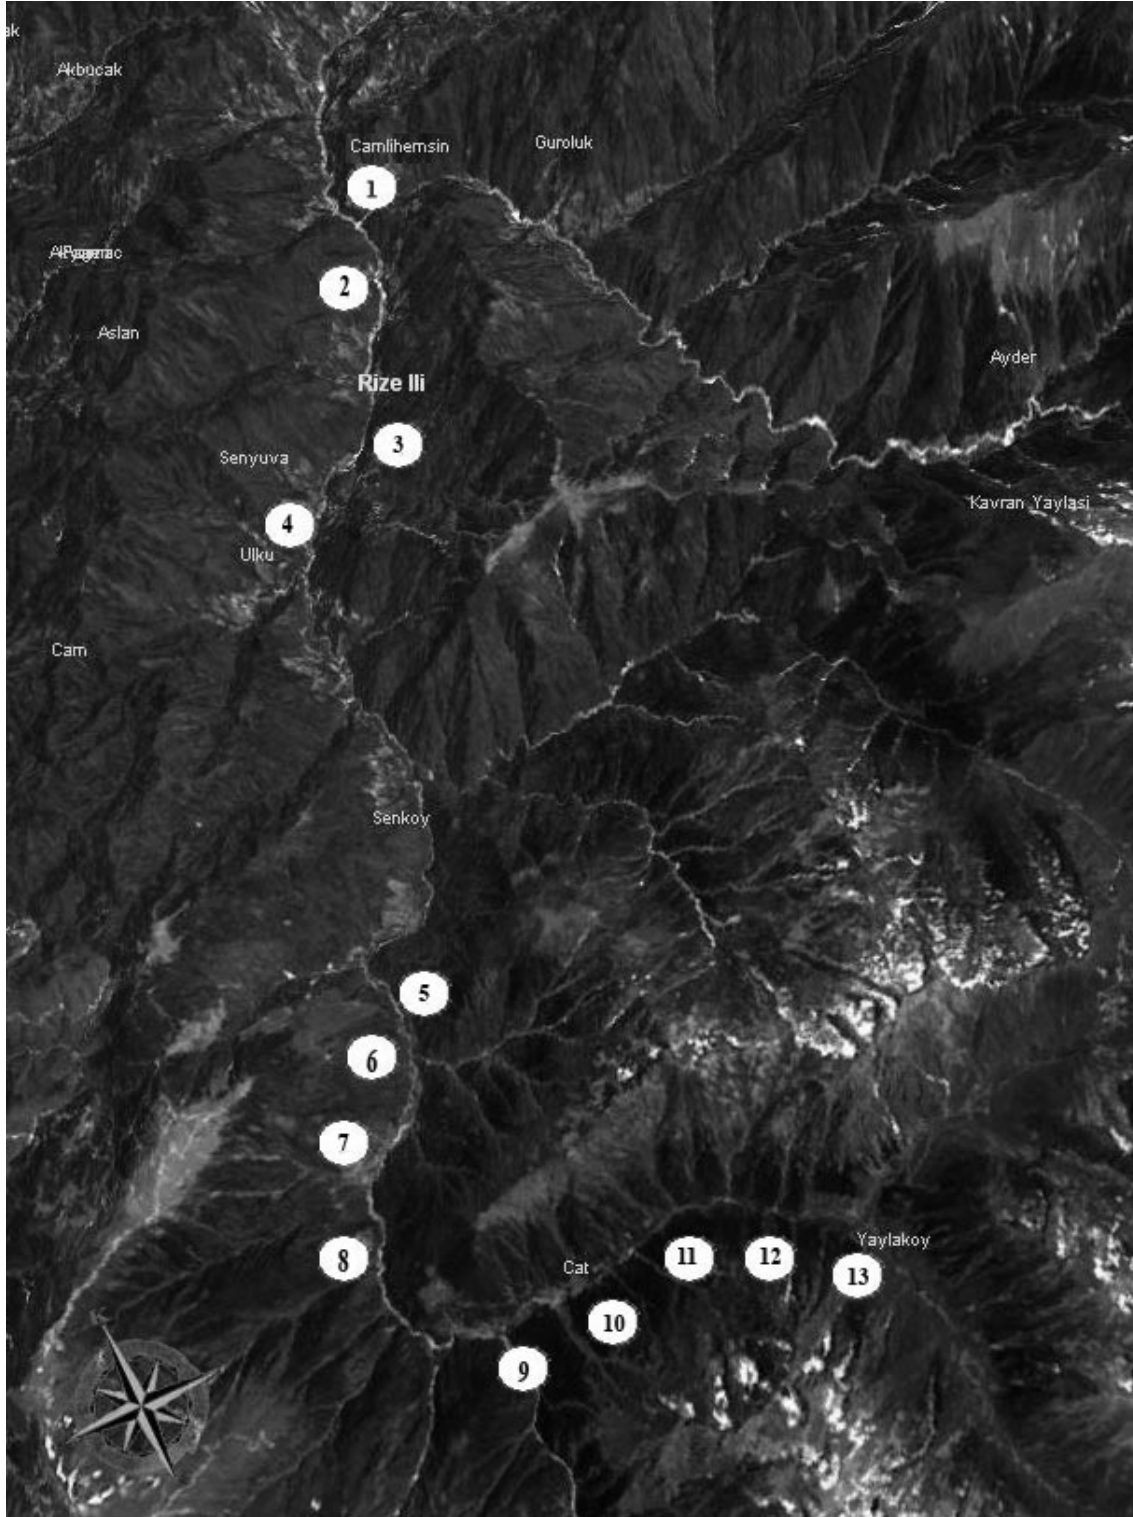 ak
Akbucak
Camlihemsin
Guroluk
1
2
Aslan
Ayder
Rize Ili
3
Senyuva
Kavran Yaylasi
4
Ulku
Cam
Senkoy
5
6
7
8
11
12
Yaylakoy
Cat
13
10
9